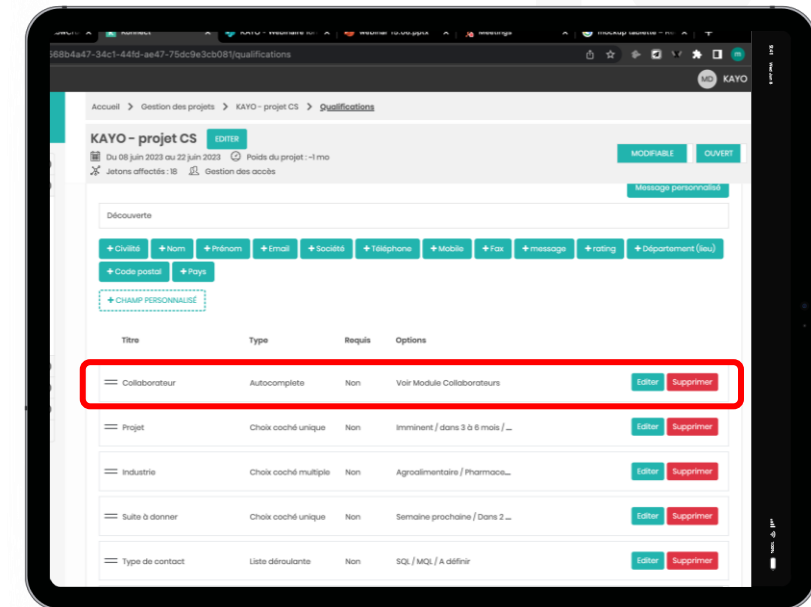 Konnect
KAYO - Webinaire
webinar 15.06.pptx
Meetings
mockup tablette
568b4a47-34c1-44fd-ae47-75dc9e3cb081/qualifications
MD KAYO
Accueil > Gestion des projets > KAYO - projet CS > Qualifications
KAYO - projet CS EDITER
Du 08 juin 2023 au 22 juin 2023 Poids du projet : ~1 mo
MODIFIABLE OUVERT
Jetons affectés : 18 Gestion des accès
Message personnalisé
Découverte
+ Civilité + Nom + Prénom + Email + Société + Téléphone + Mobile + Fax + message + rating + Département (lieu)
+ Code postal + Pays
+ CHAMP PERSONNALISÉ
Titre Type Requis Options
Collaborateur Autocomplete Non Voir Module Collaborateurs Editer Supprimer
Projet Choix coché unique Non Imminent / dans 3 à 6 mois / ... Editer Supprimer
Industrie Choix coché multiple Non Agroalimentaire / Pharmace... Editer Supprimer
Suite à donner Choix coché unique Non Semaine prochaine / Dans 2 ... Editer Supprimer
Type de contact Liste déroulante Non SQL / MQL / A définir Editer Supprimer
9:41 Wed Jun 9
100%